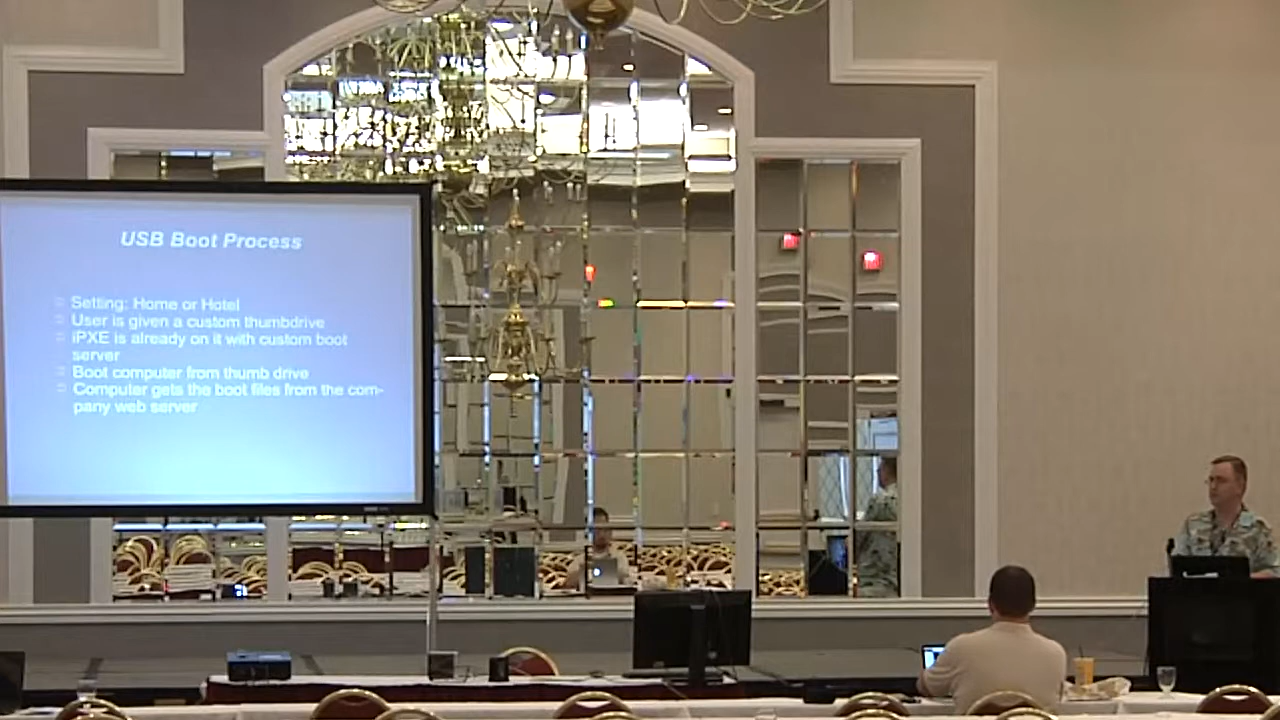 USB Boot Process
Setting: Home or Hotel
User is given a custom thumbdrive
iPXE is already on it with custom boot
server
Boot computer from thumb drive
Computer gets the boot files from the com-
pany web server